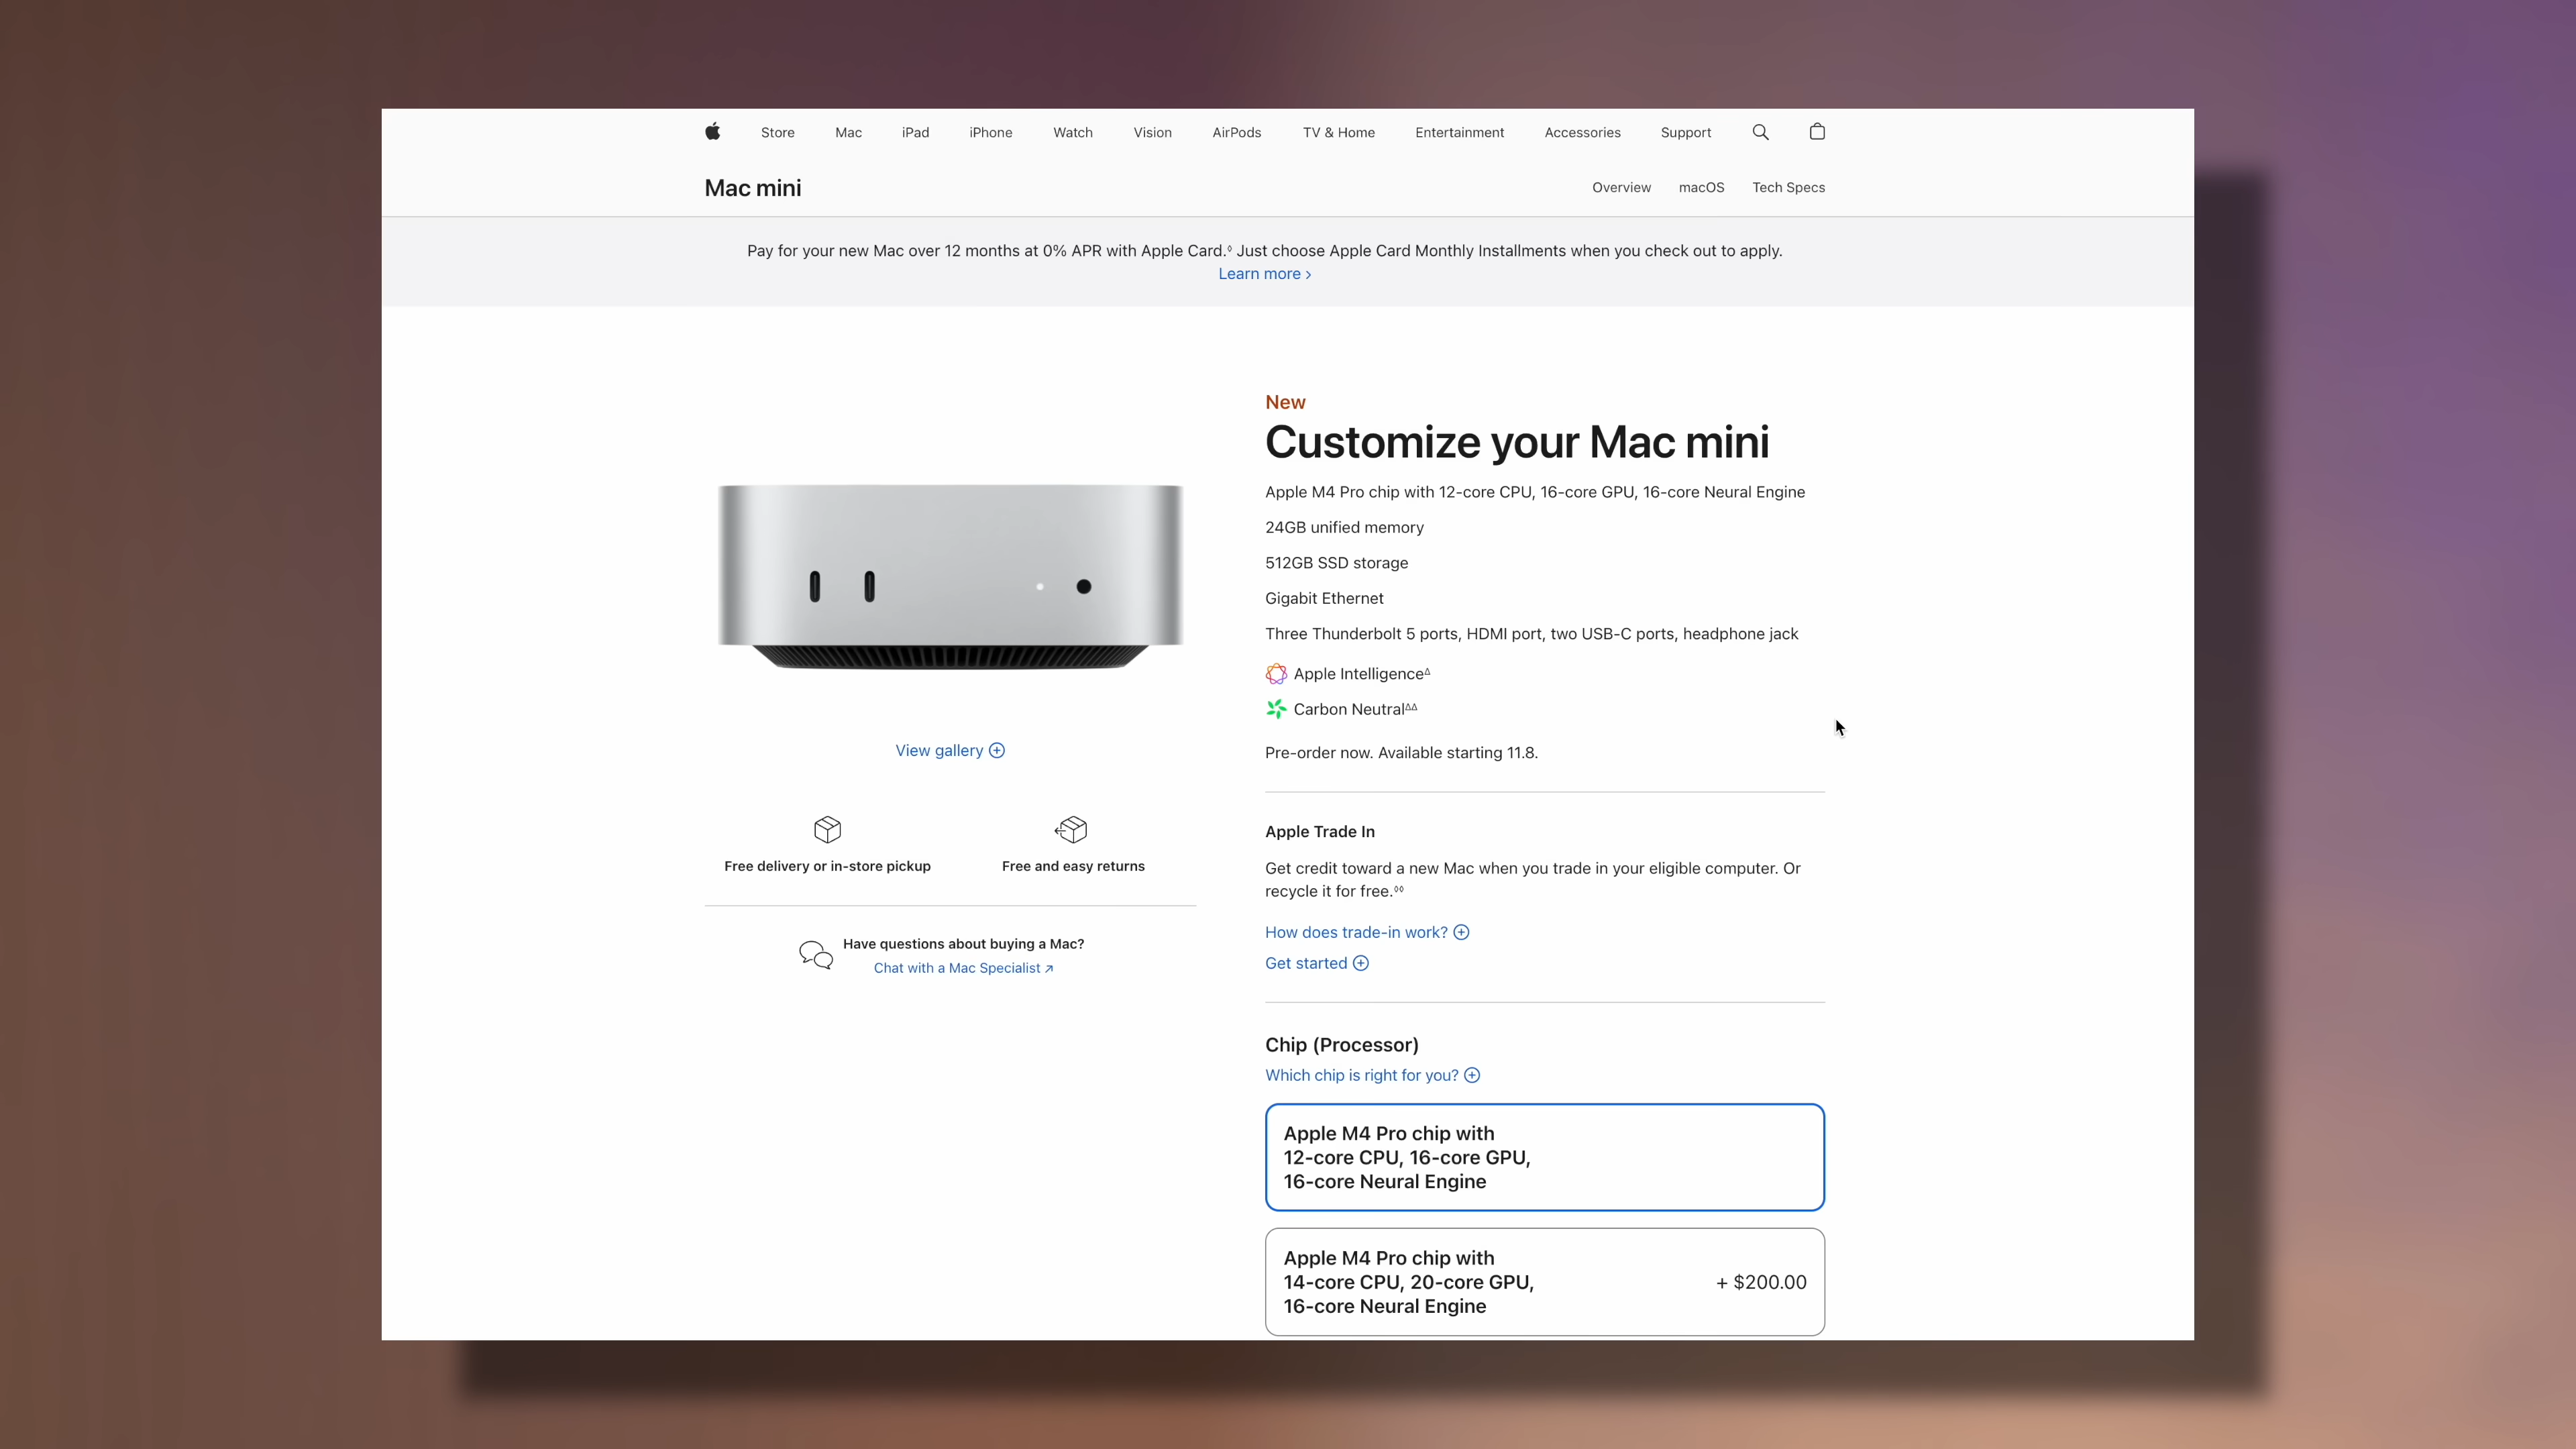 Store Mac iPad iPhone Watch Vision AirPods TV & Home Entertainment Accessories Support
Mac mini
Overview macOS Tech Specs
Pay for your new Mac over 12 months at 0% APR with Apple Card.◊ Just choose Apple Card Monthly Installments when you check out to apply.
Learn more ›
New
Customize your Mac mini
Apple M4 Pro chip with 12-core CPU, 16-core GPU, 16-core Neural Engine
24GB unified memory
512GB SSD storage
Gigabit Ethernet
Three Thunderbolt 5 ports, HDMI port, two USB-C ports, headphone jack
Apple IntelligenceΔ
Carbon NeutralΔΔ
Pre-order now. Available starting 11.8.
View gallery
Free delivery or in-store pickup
Free and easy returns
Have questions about buying a Mac?
Chat with a Mac Specialist ↗
Apple Trade In
Get credit toward a new Mac when you trade in your eligible computer. Or
recycle it for free.◊◊
How does trade-in work?
Get started
Chip (Processor)
Which chip is right for you?
Apple M4 Pro chip with
12-core CPU, 16-core GPU,
16-core Neural Engine
Apple M4 Pro chip with
14-core CPU, 20-core GPU,
16-core Neural Engine
+ $200.00